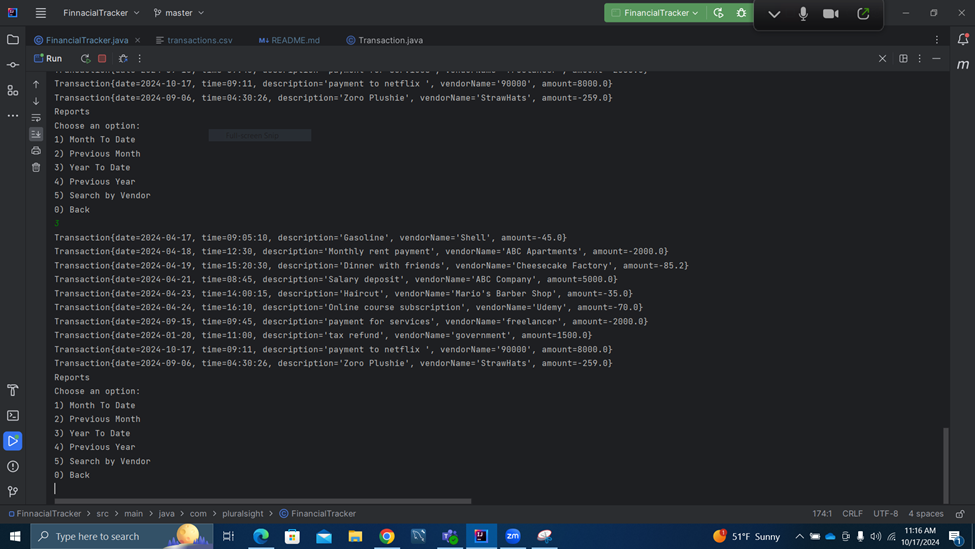 FinnacialTracker
master
FinancialTracker
FinancialTracker.java
transactions.csv
README.md
Transaction.java
Run
Transaction{date=2024-10-17, time=09:11, description='payment to netflix ', vendorName='90000', amount=8000.0}
Transaction{date=2024-09-06, time=04:30:26, description='Zoro Plushie', vendorName='StrawHats', amount=-259.0}
Reports
Choose an option:
1) Month To Date
2) Previous Month
3) Year To Date
4) Previous Year
5) Search by Vendor
0) Back
3
Transaction{date=2024-04-17, time=09:05:10, description='Gasoline', vendorName='Shell', amount=-45.0}
Transaction{date=2024-04-18, time=12:30, description='Monthly rent payment', vendorName='ABC Apartments', amount=-2000.0}
Transaction{date=2024-04-19, time=15:20:30, description='Dinner with friends', vendorName='Cheesecake Factory', amount=-85.2}
Transaction{date=2024-04-21, time=08:45, description='Salary deposit', vendorName='ABC Company', amount=5000.0}
Transaction{date=2024-04-23, time=14:00:15, description='Haircut', vendorName='Mario's Barber Shop', amount=-35.0}
Transaction{date=2024-04-24, time=16:10, description='Online course subscription', vendorName='Udemy', amount=-70.0}
Transaction{date=2024-09-15, time=09:45, description='payment for services', vendorName='freelancer', amount=-2000.0}
Transaction{date=2024-01-20, time=11:00, description='tax refund', vendorName='government', amount=1500.0}
Transaction{date=2024-10-17, time=09:11, description='payment to netflix ', vendorName='90000', amount=8000.0}
Transaction{date=2024-09-06, time=04:30:26, description='Zoro Plushie', vendorName='StrawHats', amount=-259.0}
Reports
Choose an option:
1) Month To Date
2) Previous Month
3) Year To Date
4) Previous Year
5) Search by Vendor
0) Back
FinnacialTracker > src > main > java > com > pluralsight > FinancialTracker
174:1 CRLF UTF-8 4 spaces
Type here to search
51°F Sunny
11:16 AM
10/17/2024